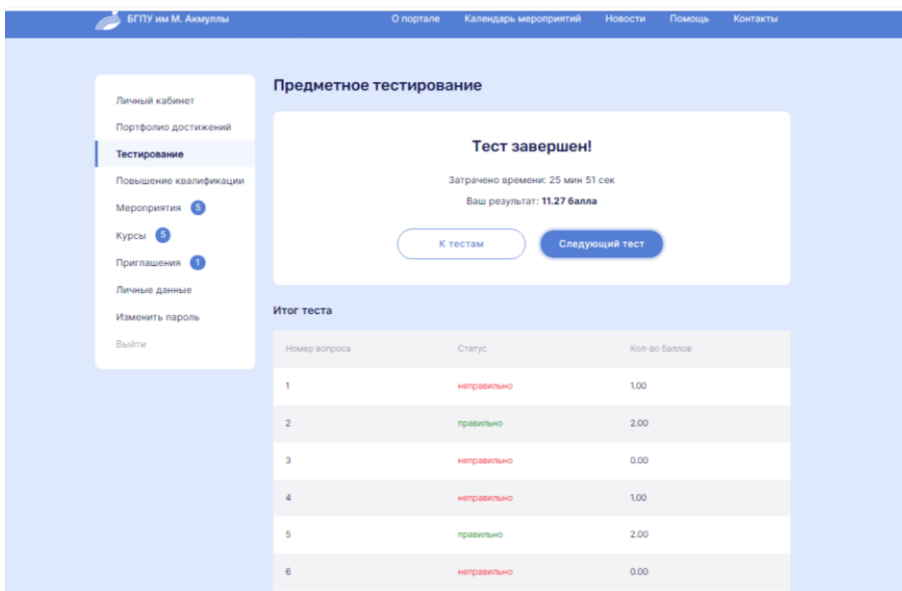 БГПУ им М. Акмуллы
О портале Календарь мероприятий Новости Помощь Контакты
Личный кабинет
Портфолио достижений
Тестирование
Повышение квалификации
Мероприятия 5
Курсы 5
Приглашения 1
Личные данные
Изменить пароль
Выйти
Предметное тестирование
Тест завершен!
Затрачено времени: 25 мин 51 сек
Ваш результат: 11.27 балла
К тестам Следующий тест
Итог теста
Номер вопроса Статус Кол-во баллов
1 неправильно 1.00
2 правильно 2.00
3 неправильно 0.00
4 неправильно 1.00
5 правильно 2.00
6 неправильно 0.00